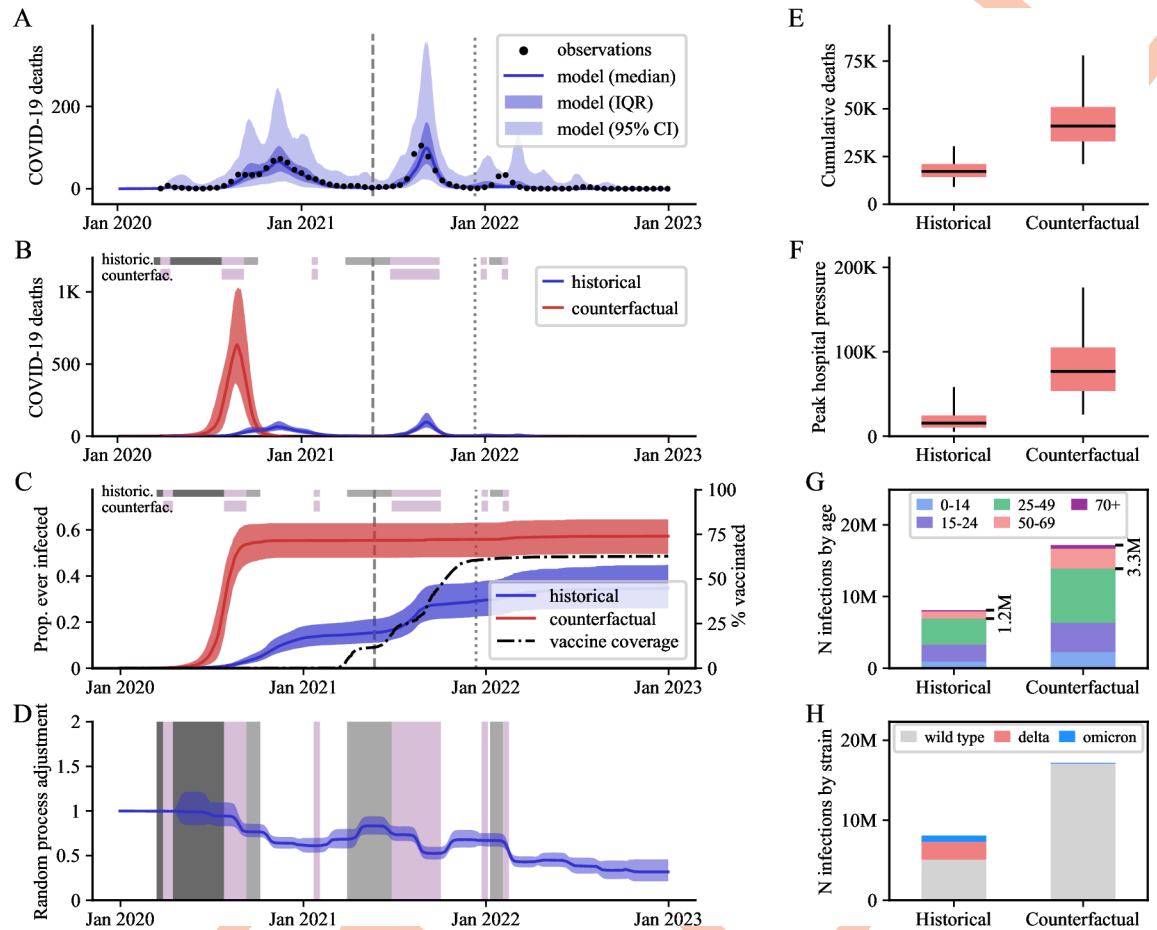 A
COVID-19 deaths
200
0
observations
model (median)
model (IQR)
model (95% CI)
Jan 2020
Jan 2021
Jan 2022
Jan 2023
E
Cumulative deaths
75K
50K
25K
0
Historical
Counterfactual
B
historic.
counterfac.
COVID-19 deaths
1K
500
0
historical
counterfactual
Jan 2020
Jan 2021
Jan 2022
Jan 2023
F
Peak hospital pressure
200K
100K
0
Historical
Counterfactual
C
historic.
counterfac.
Prop. ever infected
0.6
0.4
0.2
0
100
75
50
25
0
% vaccinated
historical
counterfactual
vaccine coverage
Jan 2020
Jan 2021
Jan 2022
Jan 2023
G
N infections by age
20M
10M
0
0-14
25-49
70+
15-24
50-69
1.2M
3.3M
Historical
Counterfactual
D
Random process adjustment
2
1.5
1
0.5
0
Jan 2020
Jan 2021
Jan 2022
Jan 2023
H
N infections by strain
20M
10M
0
wild type
delta
omicron
Historical
Counterfactual